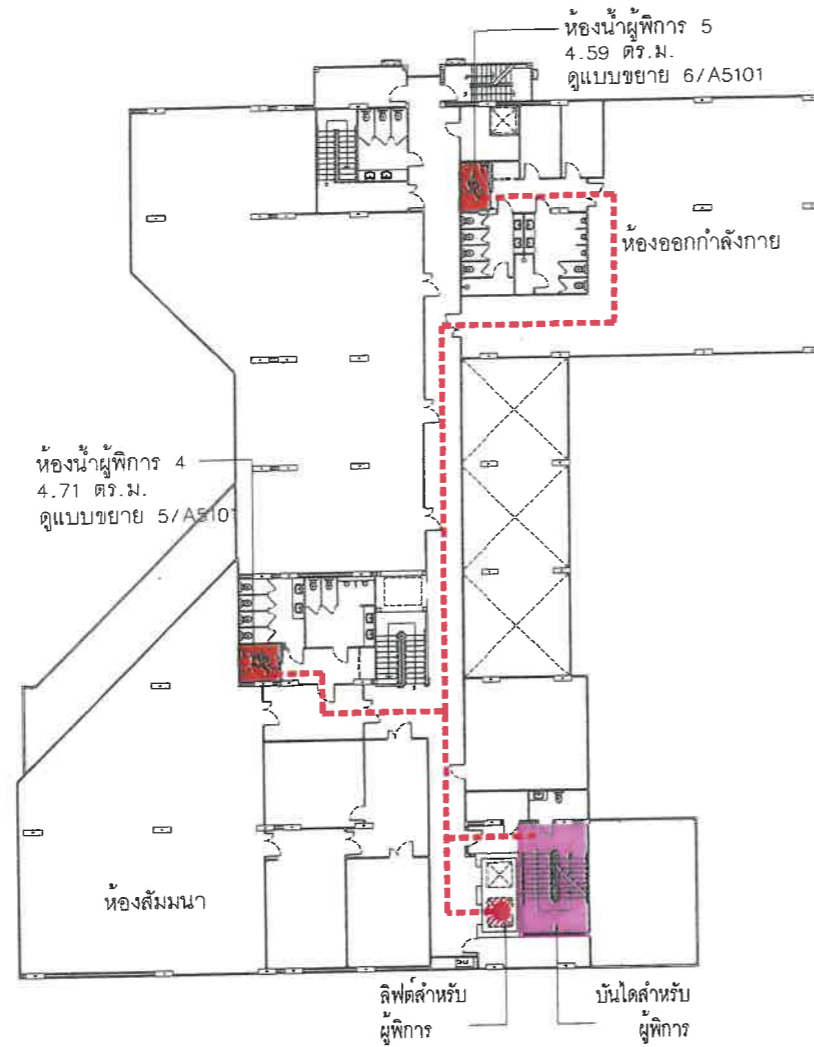 ห้องน้ำผู้พิการ 5
4.59 ตร.ม.
ดูแบบขยาย 6/A5101
ห้องออกกำลังกาย
ห้องน้ำผู้พิการ 4
4.71 ตร.ม.
ดูแบบขยาย 5/A5101
ห้องสัมมนา
ลิฟต์สำหรับ
ผู้พิการ
บันไดสำหรับ
ผู้พิการ